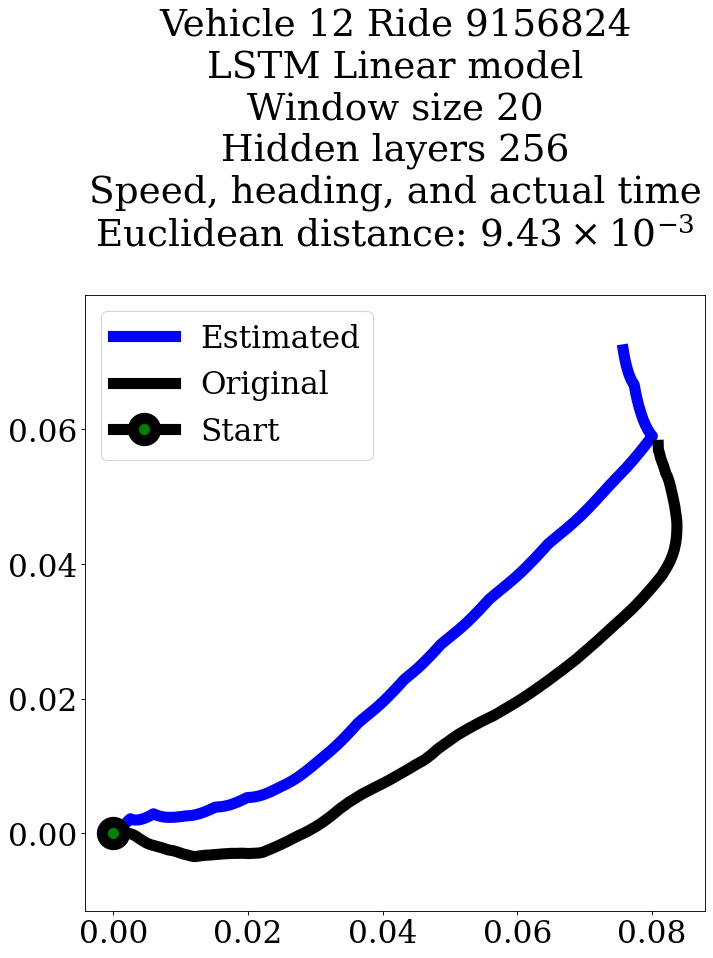 Vehicle 12 Ride 9156824
LSTM Linear model
Window size 20
Hidden layers 256
Speed, heading, and actual time
Euclidean distance: 9.43 × 10⁻³
Estimated
Original
Start
0.06
0.04
0.02
0.00
0.00 0.02 0.04 0.06 0.08